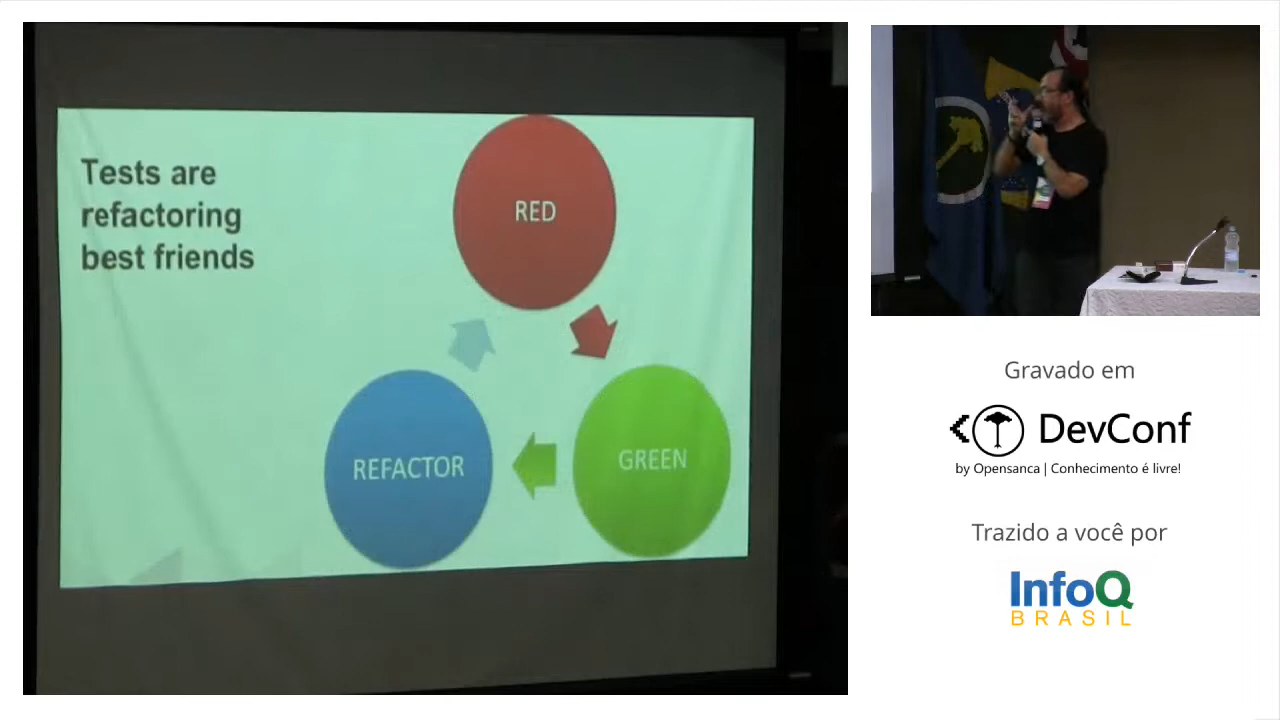 Tests are
refactoring
best friends
RED
REFACTOR
GREEN
Gravado em
DevConf
by Opensanca | Conhecimento é livre!
Trazido a você por
InfoQ
BRASIL